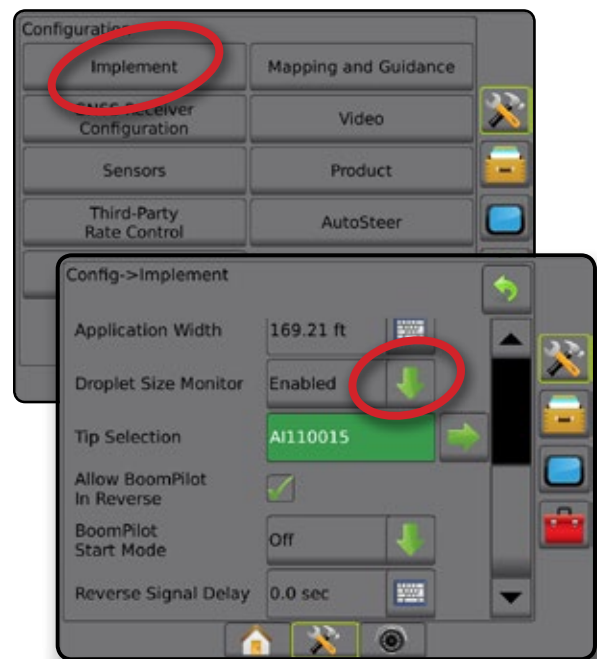 Configuration
Implement
Mapping and Guidance
GNSS Receiver
Configuration
Video
Sensors
Product
Third-Party
Rate Control
AutoSteer
Config->Implement
Application Width
169.21 ft
Droplet Size Monitor
Enabled
Tip Selection
AI110015
Allow BoomPilot
In Reverse
BoomPilot
Start Mode
Off
Reverse Signal Delay
0.0 sec